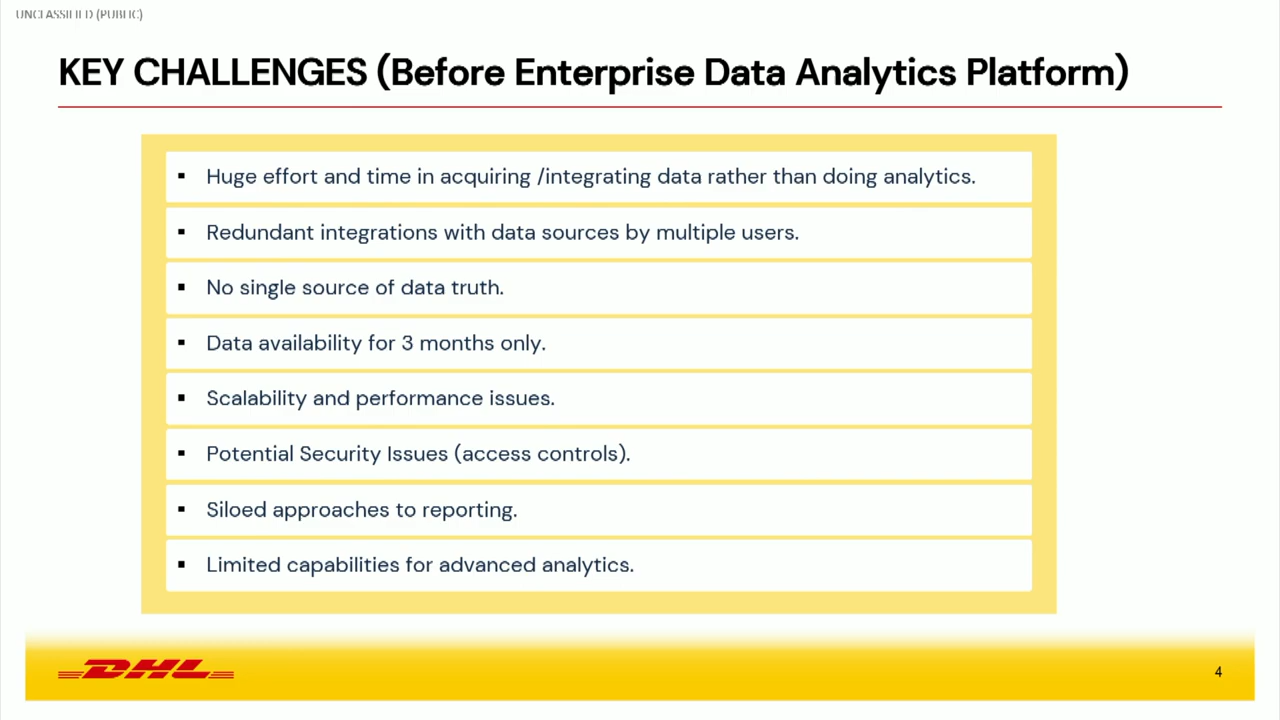 UNCLASSIFIED (PUBLIC)
KEY CHALLENGES (Before Enterprise Data Analytics Platform)
▪ Huge effort and time in acquiring /integrating data rather than doing analytics.
▪ Redundant integrations with data sources by multiple users.
▪ No single source of data truth.
▪ Data availability for 3 months only.
▪ Scalability and performance issues.
▪ Potential Security Issues (access controls).
▪ Siloed approaches to reporting.
▪ Limited capabilities for advanced analytics.
DHL
4